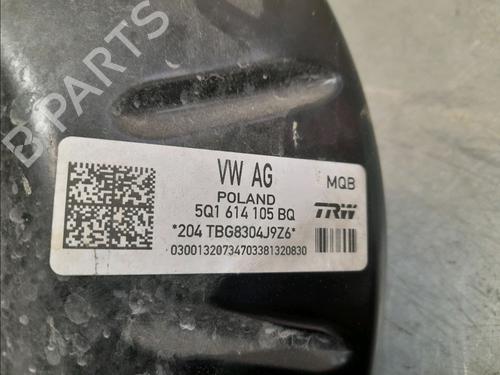 B PARTS
VW AG
MQB
POLAND
5Q1 614 105 BQ
TRW
*204 TBG8304J9Z6*
03001320734703381320830